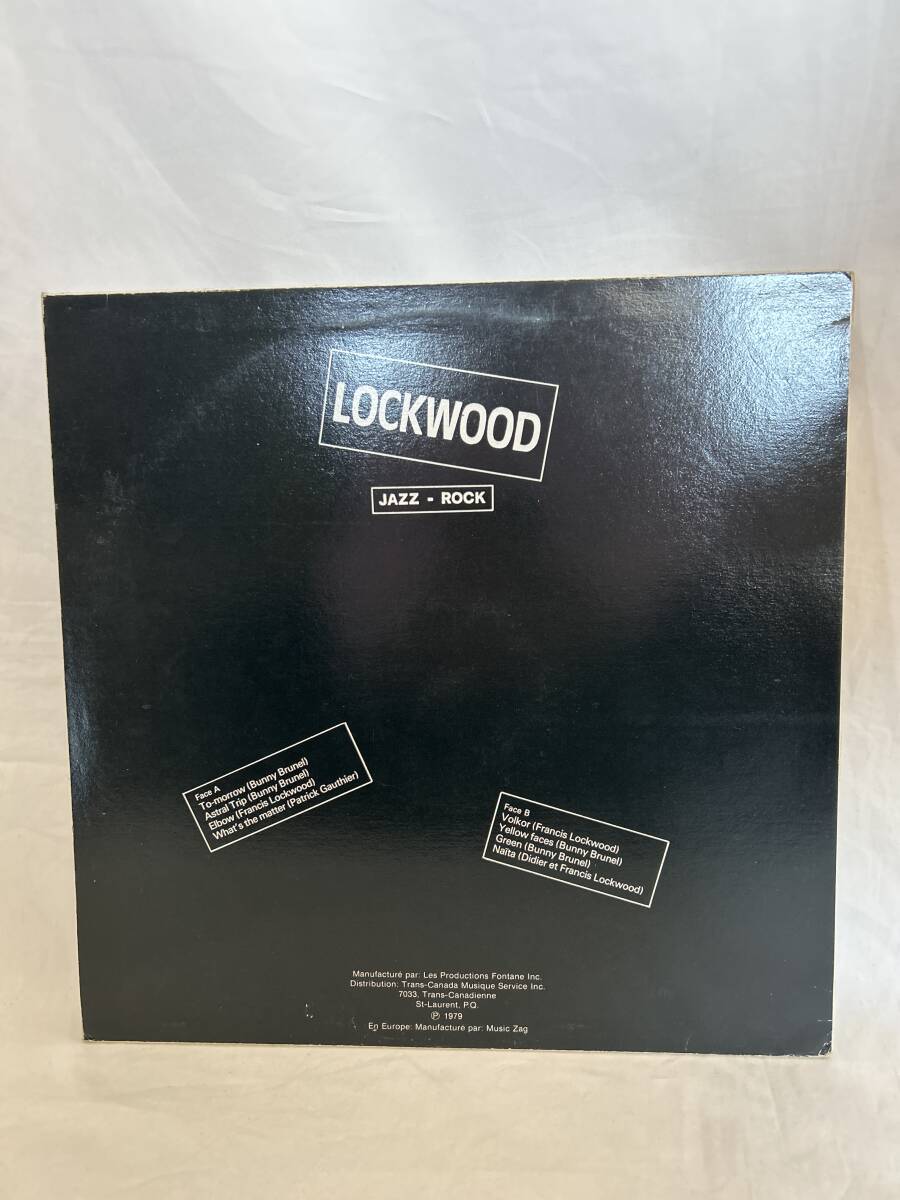 LOCKWOOD
JAZZ - ROCK
Face A
To-morrow (Bunny Brunel)
Astral Trip (Bunny Brunel)
Elbow (Francis Lockwood)
What's the matter (Patrick Gauthier)
Face B
Volkor (Francis Lockwood)
Yellow faces (Bunny Brunel)
Green (Bunny Brunel)
Naïta (Didier et Francis Lockwood)
Manufacturé par: Les Productions Fontane Inc.
Distribution: Trans-Canada Musique Service Inc.
7033, Trans-Canadienne
St-Laurent, P.Q.
℗ 1979
En Europe: Manufacturé par: Music Zag